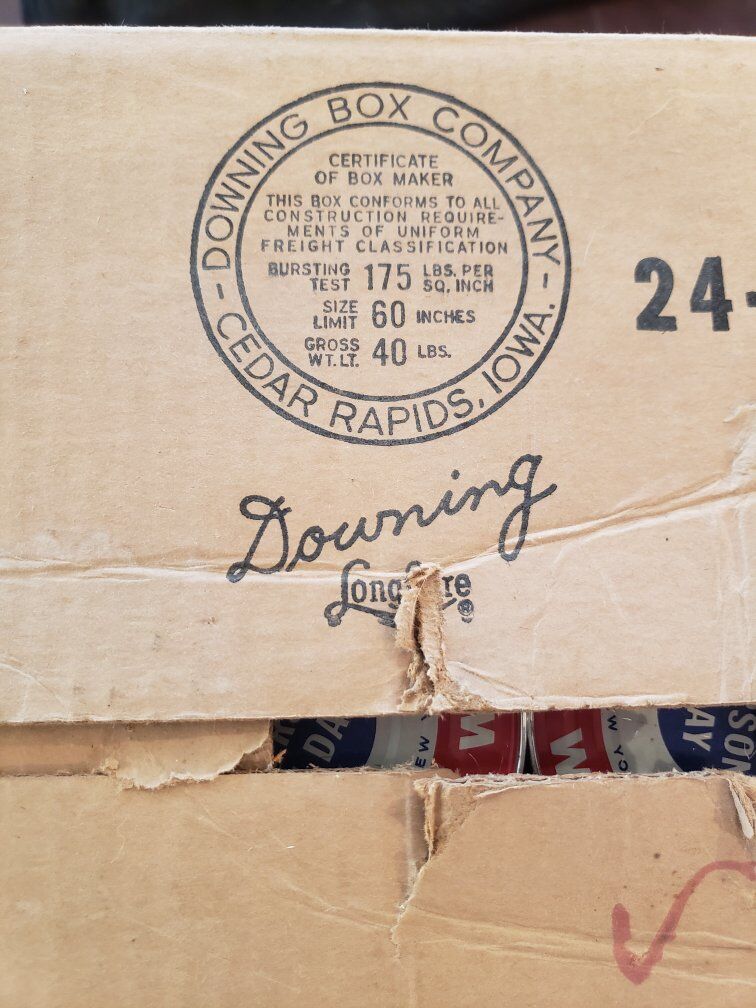 DOWNING BOX COMPANY
CERTIFICATE
OF BOX MAKER
THIS BOX CONFORMS TO ALL
CONSTRUCTION REQUIRE-
MENTS OF UNIFORM
FREIGHT CLASSIFICATION
BURSTING TEST 175 LBS. PER SQ. INCH
SIZE LIMIT 60 INCHES
GROSS WT. LT. 40 LBS.
- CEDAR RAPIDS, IOWA. -
24-
Downing